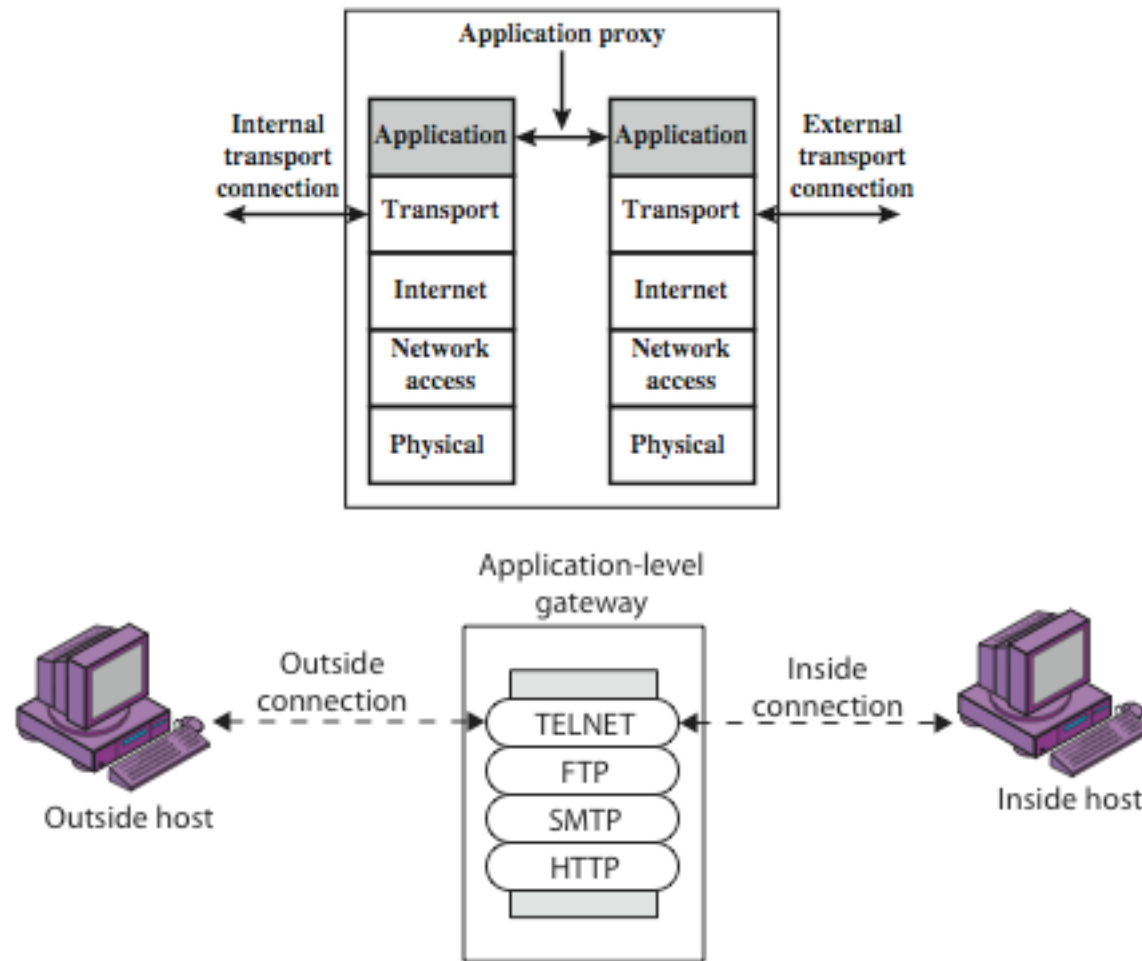 Application proxy
Internal
transport
connection
Application
Application
External
transport
connection
Transport
Transport
Internet
Internet
Network
access
Network
access
Physical
Physical
Application-level
gateway
Outside
connection
Inside
connection
TELNET
FTP
SMTP
HTTP
Outside host
Inside host